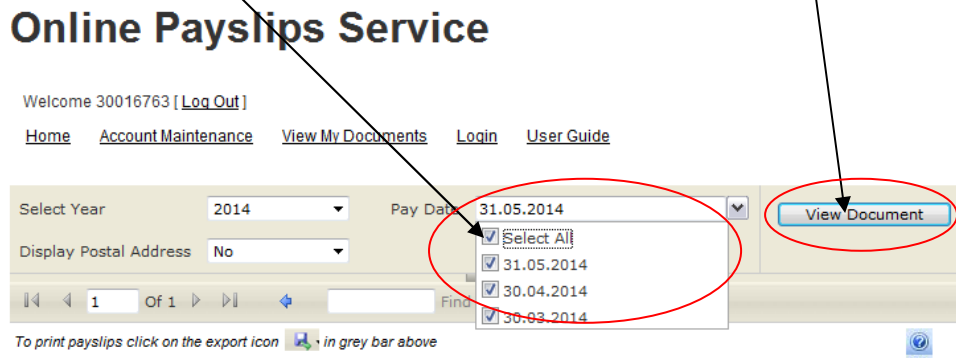 Online Payslips Service
Welcome 30016763 [ Log Out ]
Home Account Maintenance View My Documents Login User Guide
Select Year 2014 Pay Date 31.05.2014 View Document
Select All
Display Postal Address No 31.05.2014
30.04.2014
1 Of 1 Find
30.03.2014
To print payslips click on the export icon in grey bar above